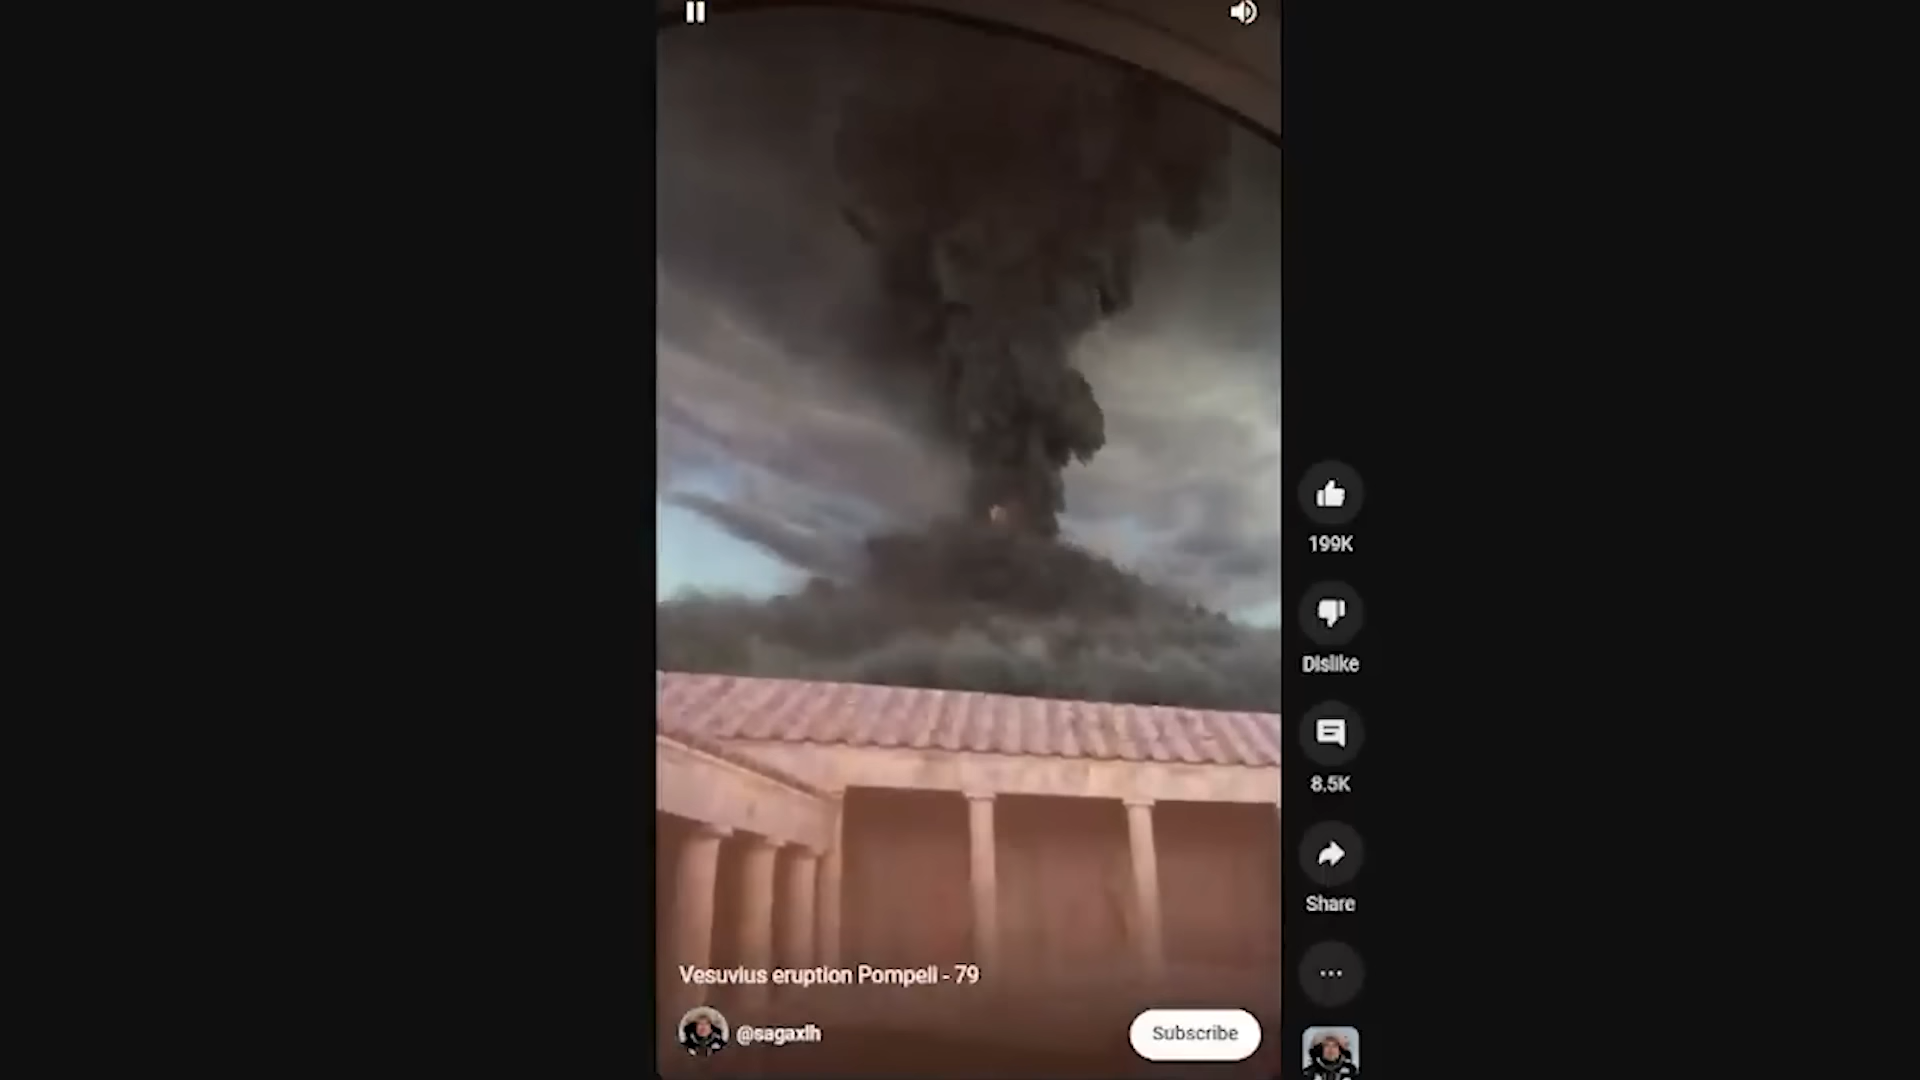 199K
Dislike
8.5K
Share
Vesuvius eruption Pompeii - 79
@sagaxlh
Subscribe